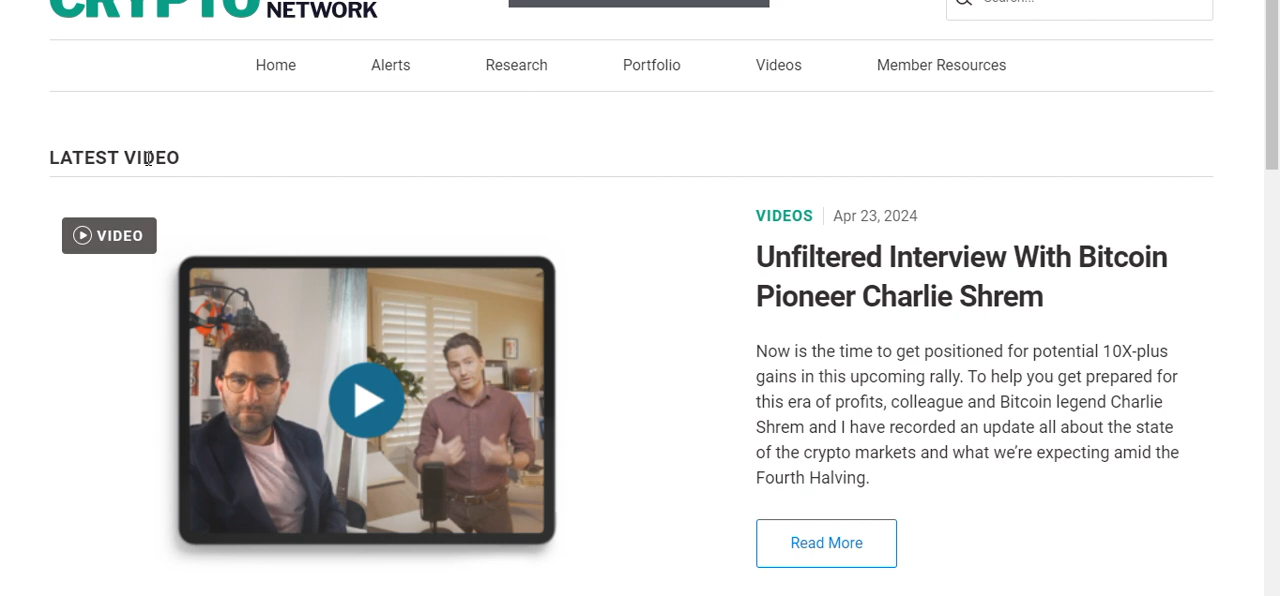 CRYPTO NETWORK
Search...
Home Alerts Research Portfolio Videos Member Resources
LATEST VIDEO
VIDEO
VIDEOS Apr 23, 2024
Unfiltered Interview With Bitcoin
Pioneer Charlie Shrem
Now is the time to get positioned for potential 10X-plus
gains in this upcoming rally. To help you get prepared for
this era of profits, colleague and Bitcoin legend Charlie
Shrem and I have recorded an update all about the state
of the crypto markets and what we're expecting amid the
Fourth Halving.
Read More